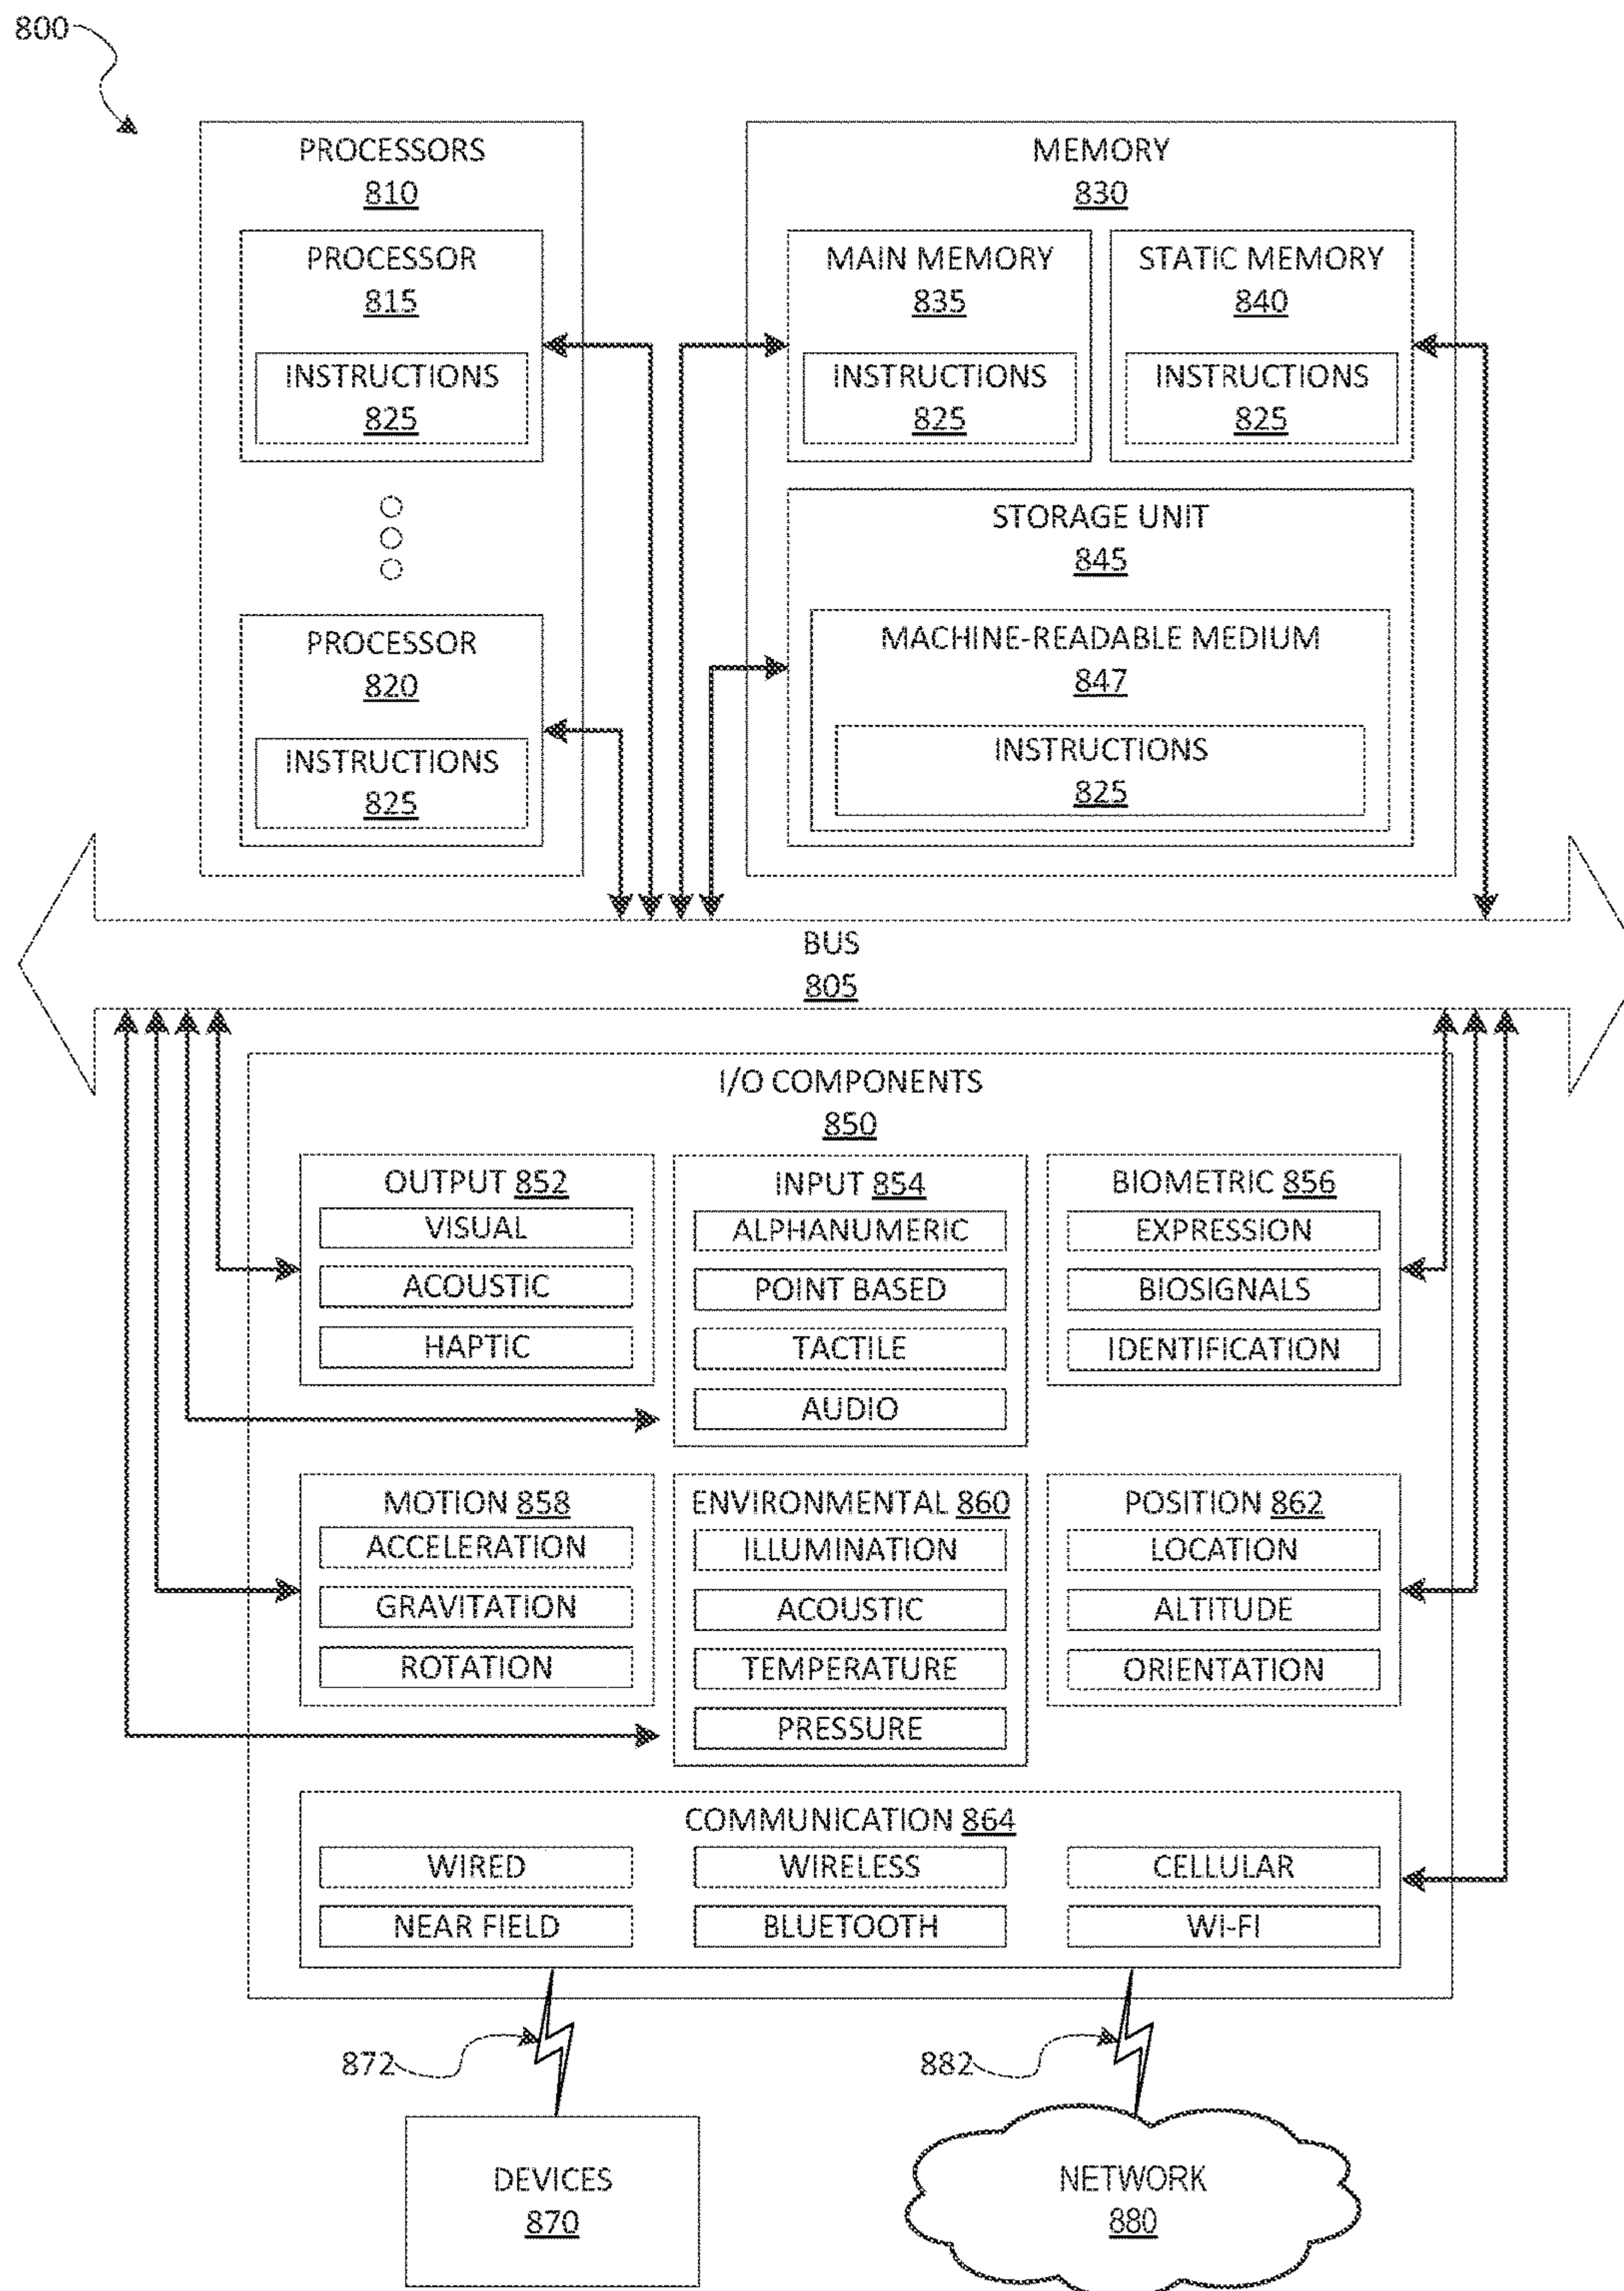 800
PROCESSORS
810
PROCESSOR
815
INSTRUCTIONS
825
PROCESSOR
820
INSTRUCTIONS
825
MEMORY
830
MAIN MEMORY
835
INSTRUCTIONS
825
STATIC MEMORY
840
INSTRUCTIONS
825
STORAGE UNIT
845
MACHINE-READABLE MEDIUM
847
INSTRUCTIONS
825
BUS
805
I/O COMPONENTS
850
OUTPUT 852
VISUAL
ACOUSTIC
HAPTIC
INPUT 854
ALPHANUMERIC
POINT BASED
TACTILE
AUDIO
BIOMETRIC 856
EXPRESSION
BIOSIGNALS
IDENTIFICATION
MOTION 858
ACCELERATION
GRAVITATION
ROTATION
ENVIRONMENTAL 860
ILLUMINATION
ACOUSTIC
TEMPERATURE
PRESSURE
POSITION 862
LOCATION
ALTITUDE
ORIENTATION
COMMUNICATION 864
WIRED
WIRELESS
CELLULAR
NEAR FIELD
BLUETOOTH
WI-FI
872
882
DEVICES
870
NETWORK
880